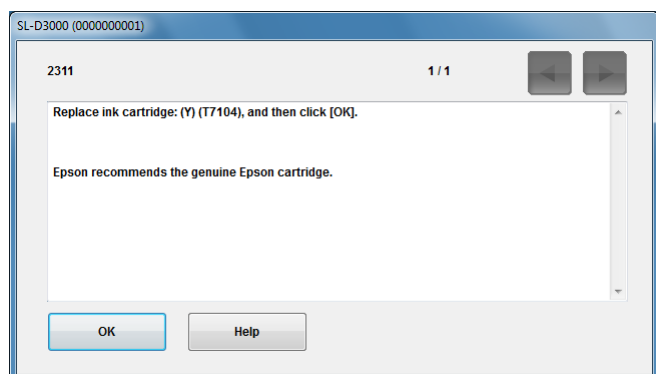 SL-D3000 (0000000001)
2311 1 / 1
Replace ink cartridge: (Y) (T7104), and then click [OK].
Epson recommends the genuine Epson cartridge.
OK Help